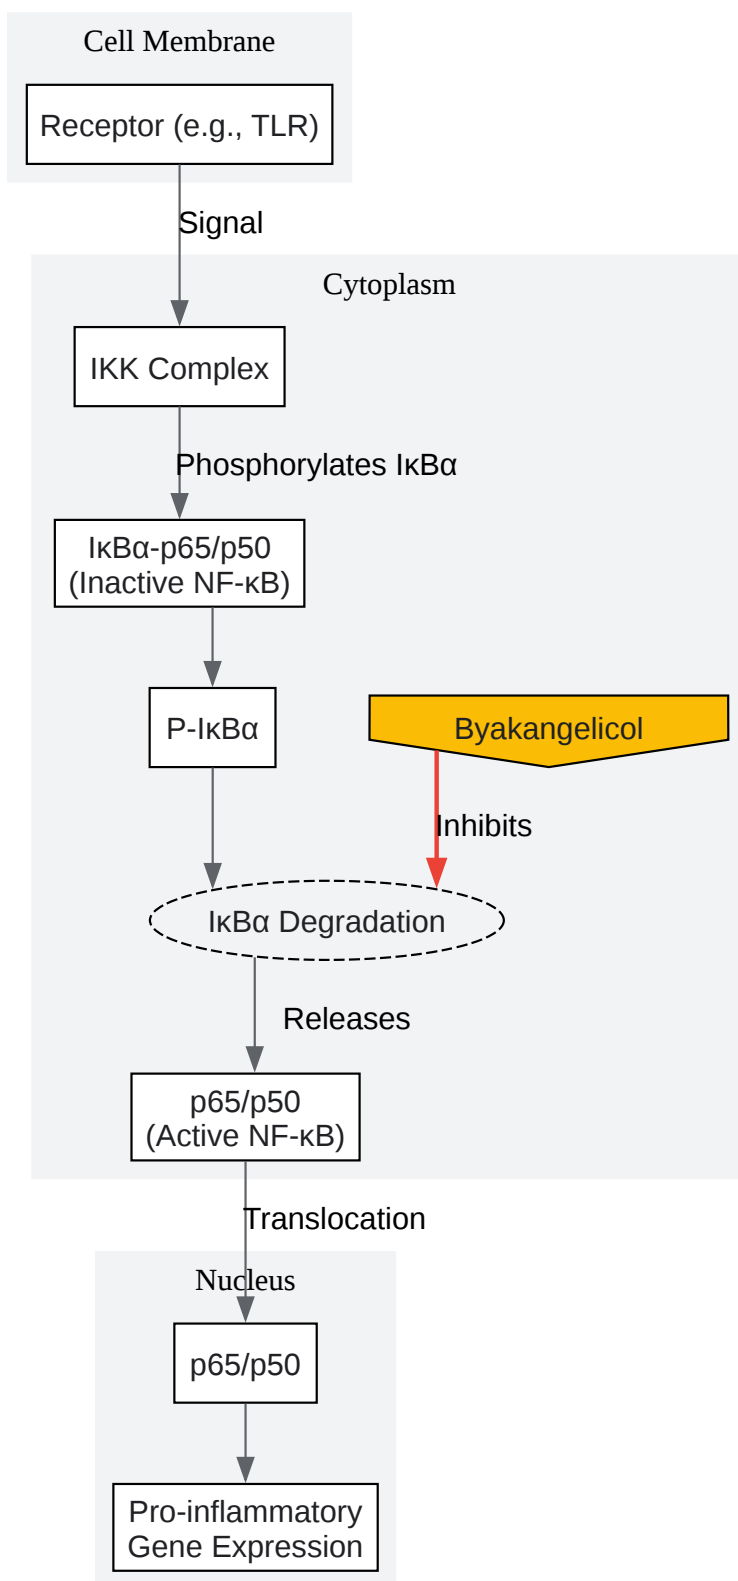 Cell Membrane
Receptor (e.g., TLR)
Signal
Cytoplasm
IKK Complex
Phosphorylates IκBα
IκBα-p65/p50
(Inactive NF-κB)
P-IκBα
Byakangelicol
Inhibits
IκBα Degradation
Releases
p65/p50
(Active NF-κB)
Translocation
Nucleus
p65/p50
Pro-inflammatory
Gene Expression